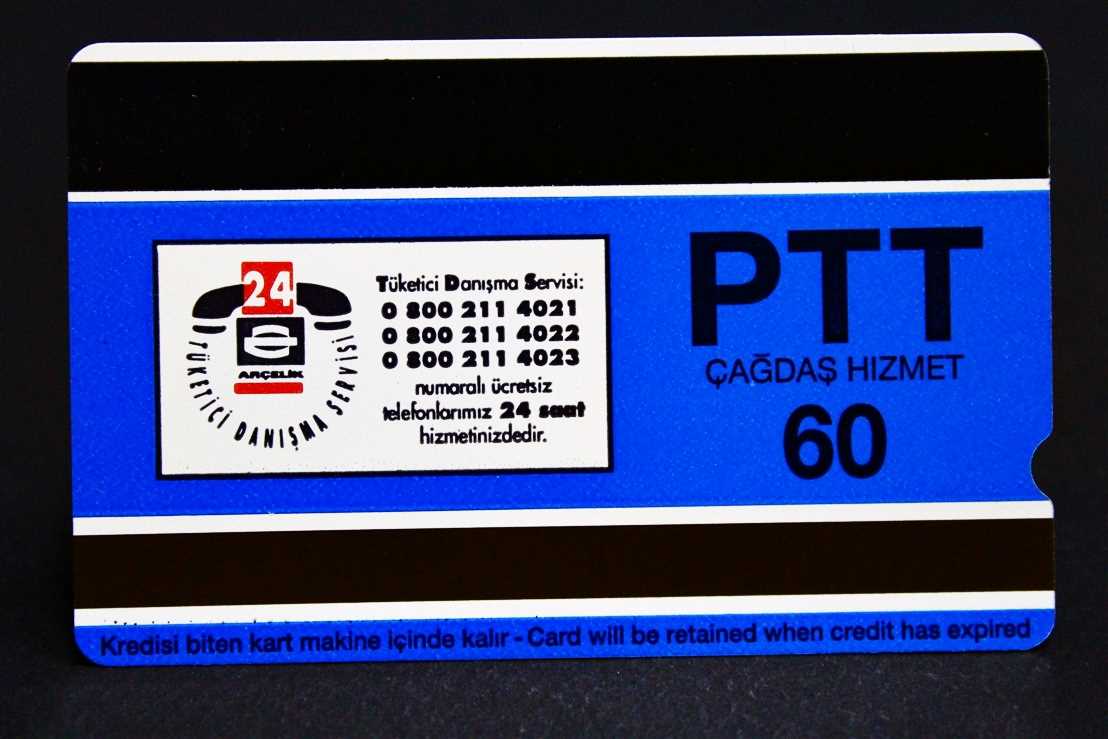 24
ARÇELİK
TÜKETİCİ DANIŞMA SERVİSİ
Tüketici Danışma Servisi:
0 800 211 4021
0 800 211 4022
0 800 211 4023
numaralı ücretsiz
telefonlarımız 24 saat
hizmetinizdedir.
PTT
ÇAĞDAŞ HIZMET
60
Kredisi biten kart makine içinde kalır - Card will be retained when credit has expired